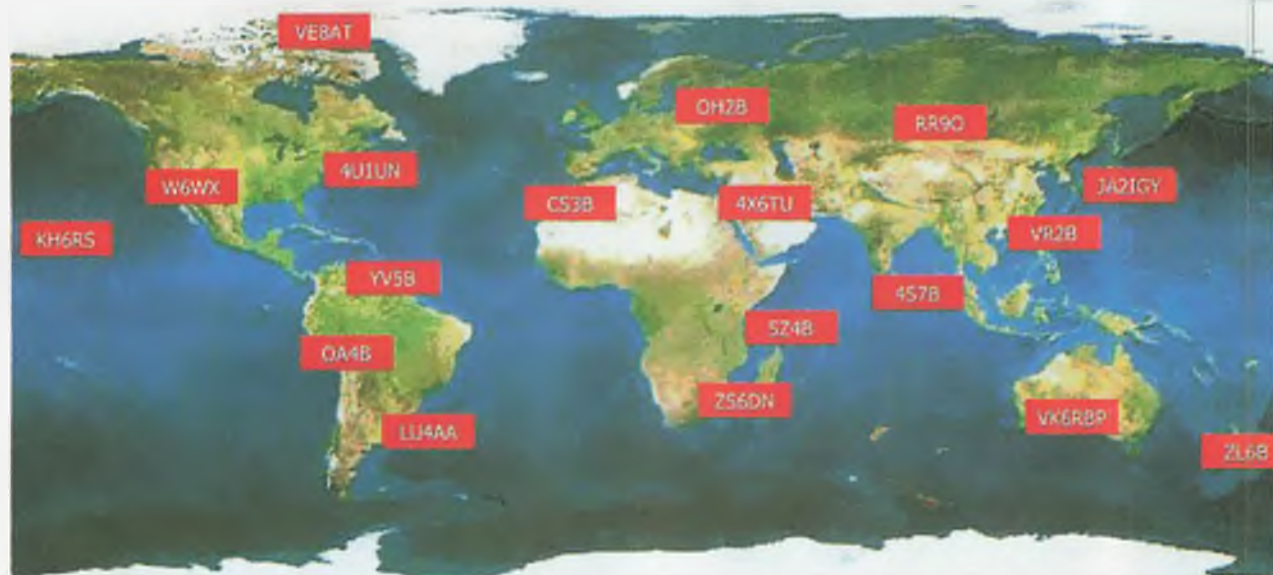 VE8AT
OH2B
RR9O
4U1UN
W6WX
JA2IGY
CS3B
4X6TU
KH6RS
VR2B
YV5B
4S7B
5Z4B
OA4B
ZS6DN
VK6RBP
LU4AA
ZL6B